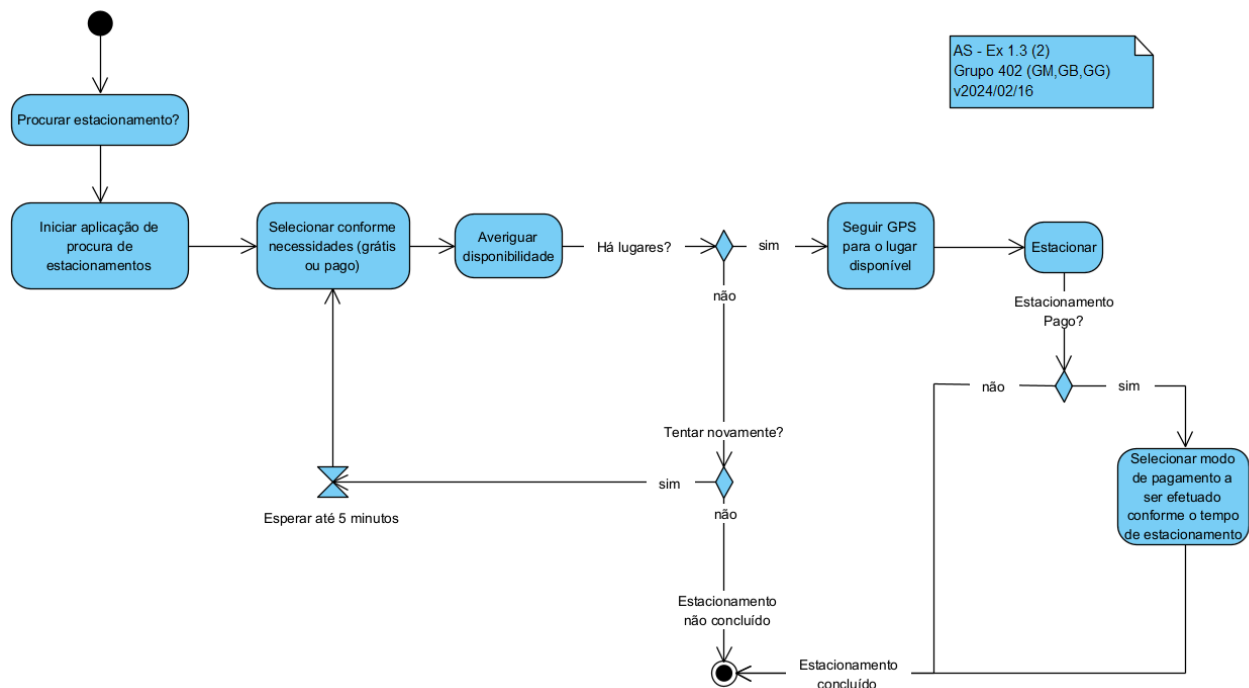 AS - Ex 1.3 (2)
Grupo 402 (GM,GB,GG)
v2024/02/16
Procurar estacionamento?
Iniciar aplicação de
procura de
estacionamentos
Selecionar conforme
necessidades (grátis
ou pago)
Averiguar
disponibilidade
Há lugares?
sim
Seguir GPS
para o lugar
disponível
Estacionar
não
Estacionamento
Pago?
não
sim
Tentar novamente?
Selecionar modo
de pagamento a
ser efetuado
conforme o tempo
de estacionamento
sim
Esperar até 5 minutos
não
Estacionamento
não concluído
Estacionamento
concluído